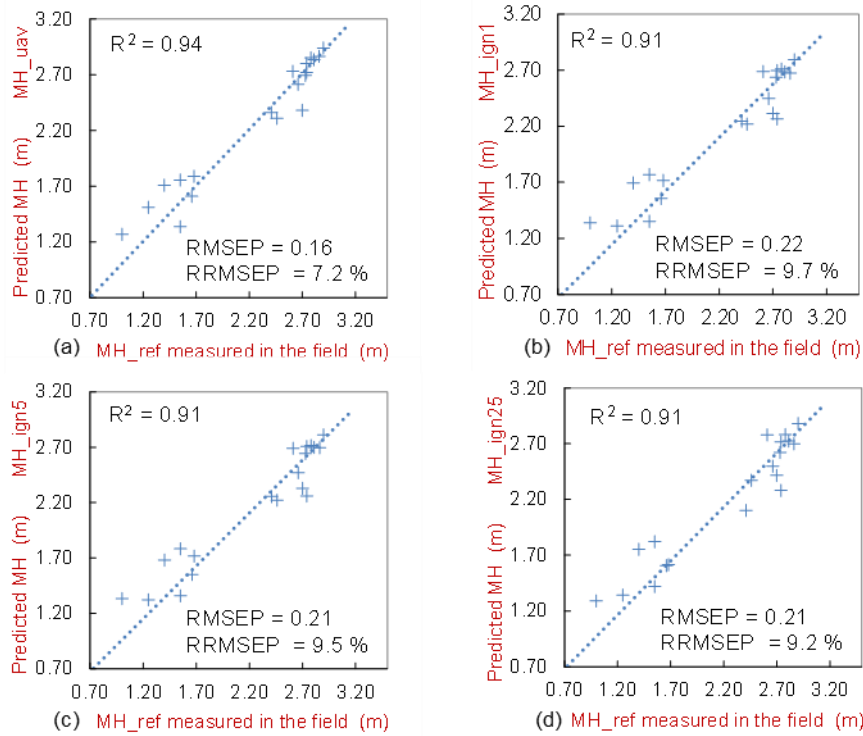 3.20
2.70
2.20
1.70
1.20
0.70
Predicted MH (m) MH_uav
R² = 0.94
RMSEP = 0.16
RRMSEP = 7.2 %
0.70 1.20 1.70 2.20 2.70 3.20
(a) MH_ref measured in the field (m)
3.20
2.70
2.20
1.70
1.20
0.70
Predicted MH (m) MH_ign1
R² = 0.91
RMSEP = 0.22
RRMSEP = 9.7 %
0.70 1.20 1.70 2.20 2.70 3.20
(b) MH_ref measured in the field (m)
3.20
2.70
2.20
1.70
1.20
0.70
Predicted MH (m) MH_ign5
R² = 0.91
RMSEP = 0.21
RRMSEP = 9.5 %
0.70 1.20 1.70 2.20 2.70 3.20
(c) MH_ref measured in the field (m)
3.20
2.70
2.20
1.70
1.20
0.70
Predicted MH (m) MH_ign25
R² = 0.91
RMSEP = 0.21
RRMSEP = 9.2 %
0.70 1.20 1.70 2.20 2.70 3.20
(d) MH_ref measured in the field (m)